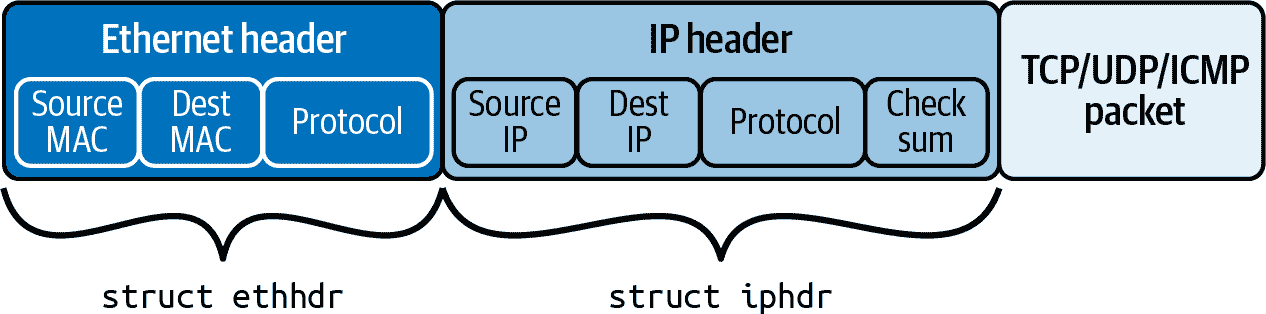 Ethernet header
Source
MAC
Dest
MAC
Protocol
IP header
Source
IP
Dest
IP
Protocol
Check
sum
TCP/UDP/ICMP
packet
struct ethhdr
struct iphdr